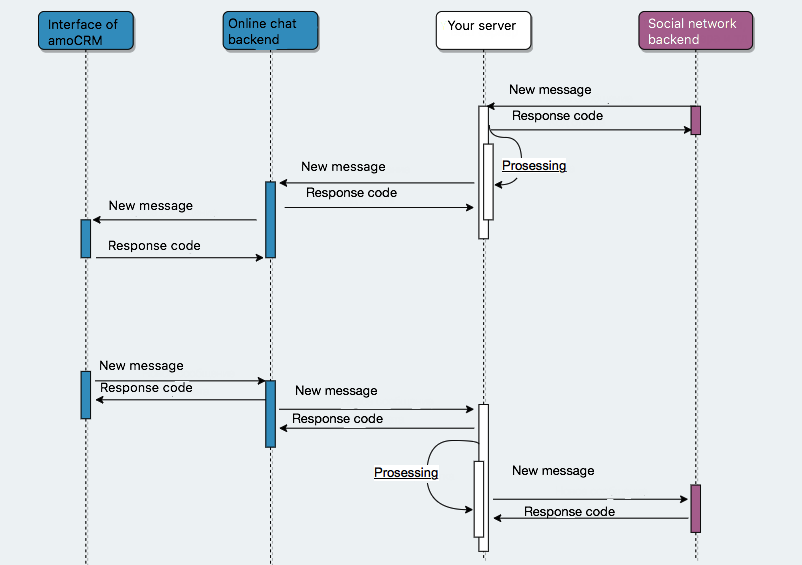 Interface of
amoCRM
Online chat
backend
Your server
Social network
backend
New message
Response code
Prosessing
New message
Response code
New message
Response code
New message
Response code
New message
Response code
Prosessing
New message
Response code